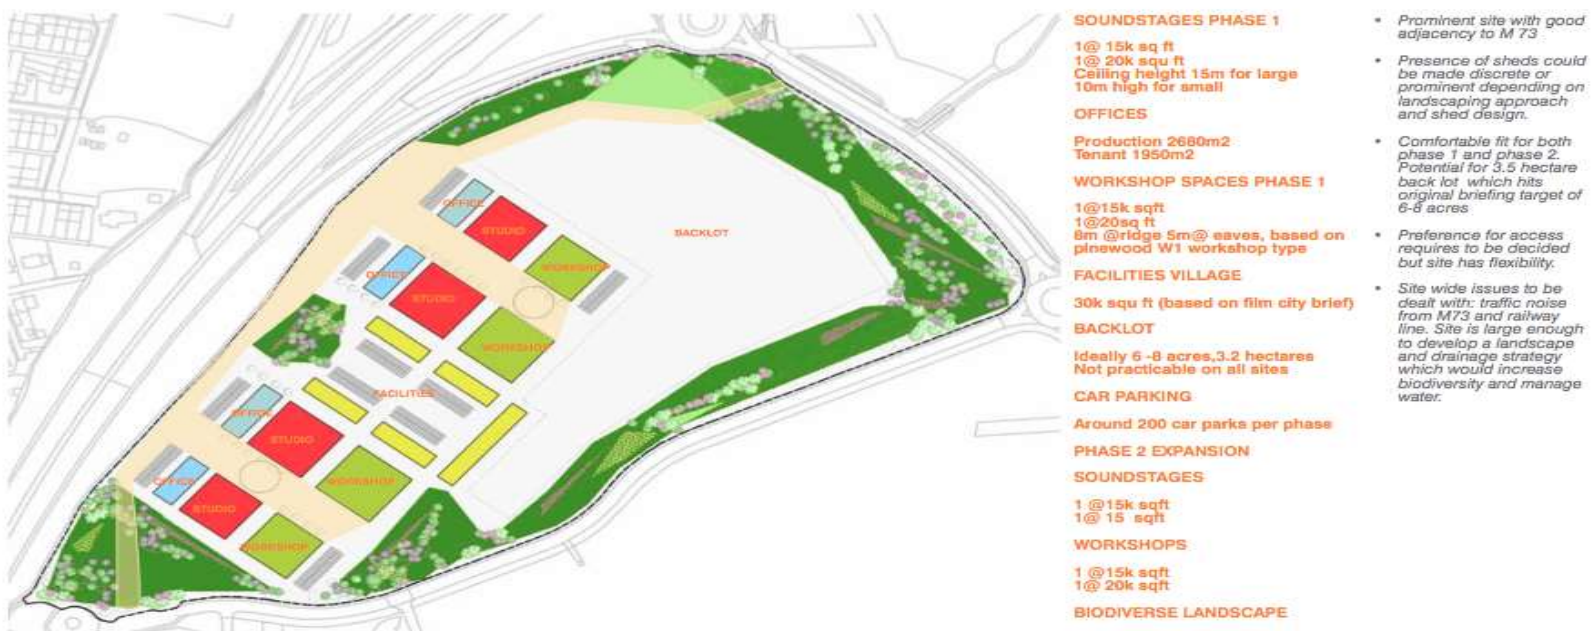 OFFICE
STUDIO
WORKSHOP
BACKLOT
OFFICE
STUDIO
WORKSHOP
FACILITIES
OFFICE
STUDIO
WORKSHOP
OFFICE
STUDIO
WORKSHOP
SOUNDSTAGES PHASE 1
1@ 15k sq ft
1@ 20k squ ft
Ceiling height 15m for large
10m high for small
OFFICES
Production 2660m2
Tenant 1950m2
WORKSHOP SPACES PHASE 1
1@15k sqft
1@20sq ft
8m @ridge 5m@ eaves, based on
pinewood W1 workshop type
FACILITIES VILLAGE
30k squ ft (based on film city brief)
BACKLOT
Ideally 6 -8 acres,3.2 hectares
Not practicable on all sites
CAR PARKING
Around 200 car parks per phase
PHASE 2 EXPANSION
SOUNDSTAGES
1 @15k sqft
1@ 15 sqft
WORKSHOPS
1 @15k sqft
1@ 20k sqft
BIODIVERSE LANDSCAPE
• Prominent site with good
adjacency to M 73
• Presence of sheds could
be made discrete or
prominent depending on
landscaping approach
and shed design.
• Comfortable fit for both
phase 1 and phase 2.
Potential for 3.5 hectare
back lot which hits
original briefing target of
6-8 acres
• Preference for access
requires to be decided
but site has flexibility.
• Site wide issues to be
dealt with: traffic noise
from M73 and railway
line. Site is large enough
to develop a landscape
and drainage strategy
which would increase
biodiversity and manage
water.